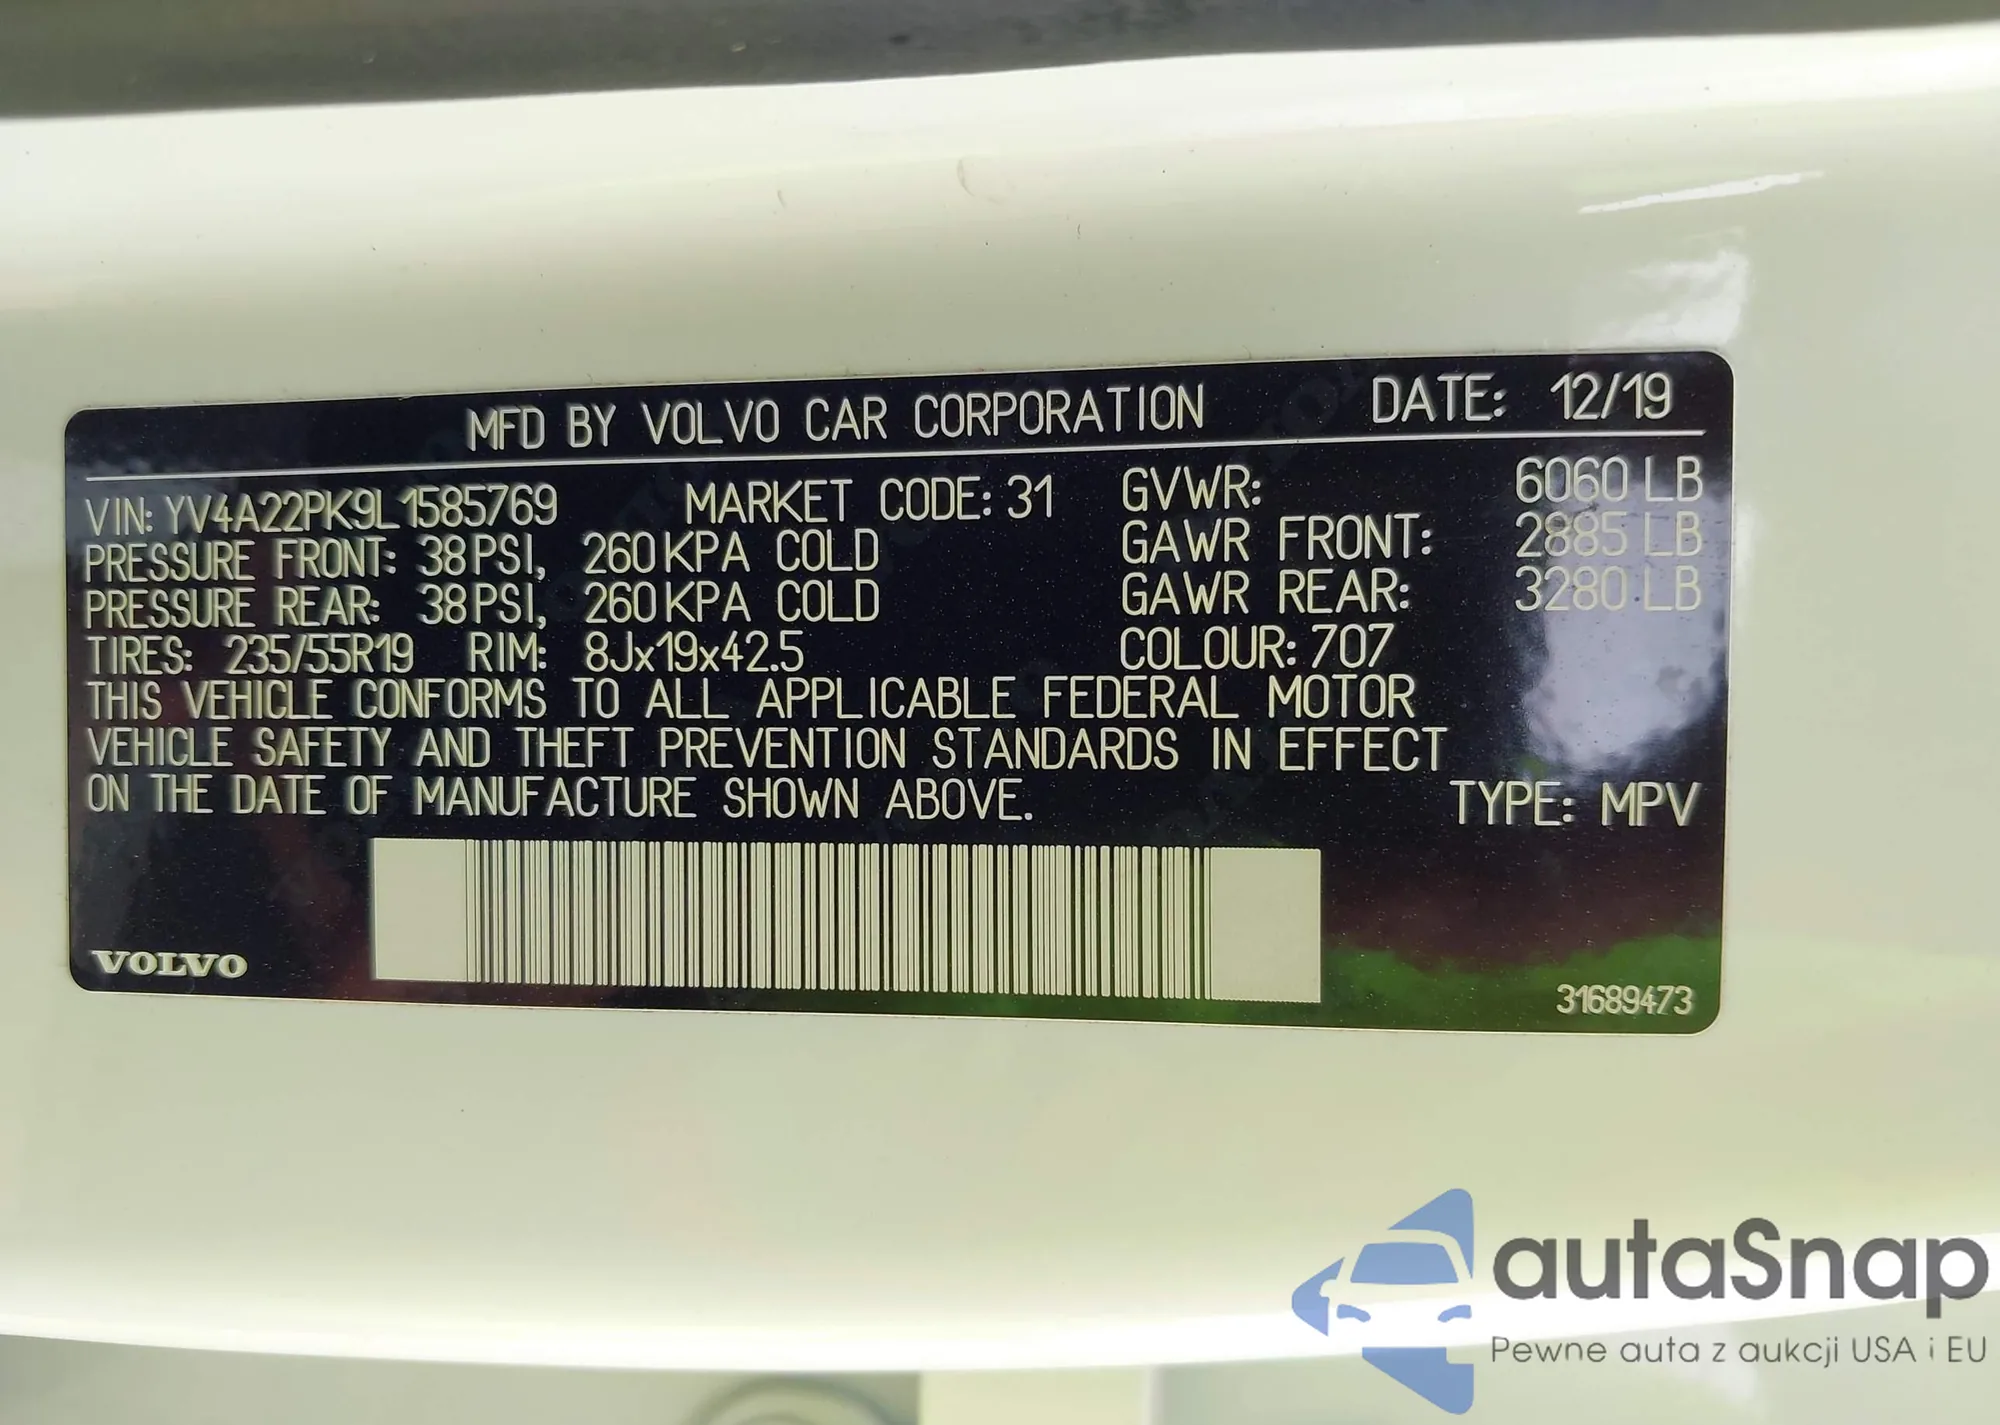 MFD BY VOLVO CAR CORPORATION DATE: 12/19
VIN: YV4A22PK9L1585769 MARKET CODE: 31 GVWR: 6060 LB
PRESSURE FRONT: 38 PSI, 260 KPA COLD GAWR FRONT: 2885 LB
PRESSURE REAR: 38 PSI, 260 KPA COLD GAWR REAR: 3280 LB
TIRES: 235/55R19 RIM: 8Jx19x42.5 COLOUR: 707
THIS VEHICLE CONFORMS TO ALL APPLICABLE FEDERAL MOTOR
VEHICLE SAFETY AND THEFT PREVENTION STANDARDS IN EFFECT
ON THE DATE OF MANUFACTURE SHOWN ABOVE. TYPE: MPV
VOLVO
31689473
autaSnap
Pewne auta z aukcji USA i EU